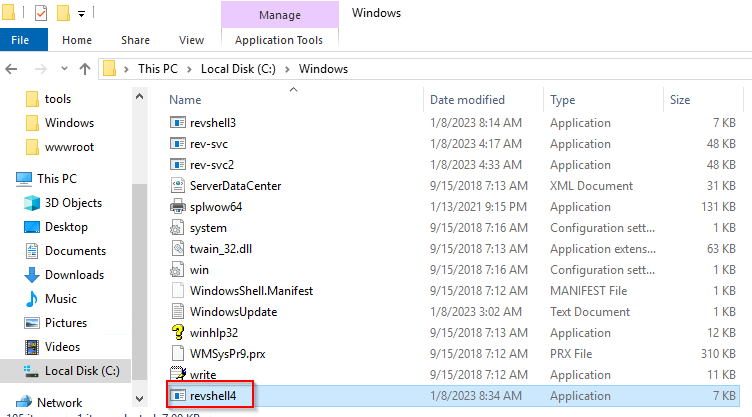 Manage
Windows
File Home Share View Application Tools
This PC Local Disk (C:) Windows
tools
Windows
wwwroot
This PC
3D Objects
Desktop
Documents
Downloads
Music
Pictures
Videos
Local Disk (C:)
Network
Name Date modified Type Size
revshell3 1/8/2023 8:14 AM Application 7 KB
rev-svc 1/8/2023 4:17 AM Application 48 KB
rev-svc2 1/8/2023 4:33 AM Application 48 KB
ServerDataCenter 9/15/2018 7:13 AM XML Document 31 KB
splwow64 1/13/2021 9:15 PM Application 131 KB
system 9/15/2018 7:16 AM Configuration sett... 1 KB
twain_32.dll 9/15/2018 7:13 AM Application extens... 63 KB
win 9/15/2018 7:16 AM Configuration sett... 1 KB
WindowsShell.Manifest 9/15/2018 7:12 AM MANIFEST File 1 KB
WindowsUpdate 1/8/2023 3:02 AM Text Document 1 KB
winhlp32 9/15/2018 7:13 AM Application 12 KB
WMSysPr9.prx 9/15/2018 7:12 AM PRX File 310 KB
write 9/15/2018 7:12 AM Application 11 KB
revshell4 1/8/2023 8:34 AM Application 7 KB